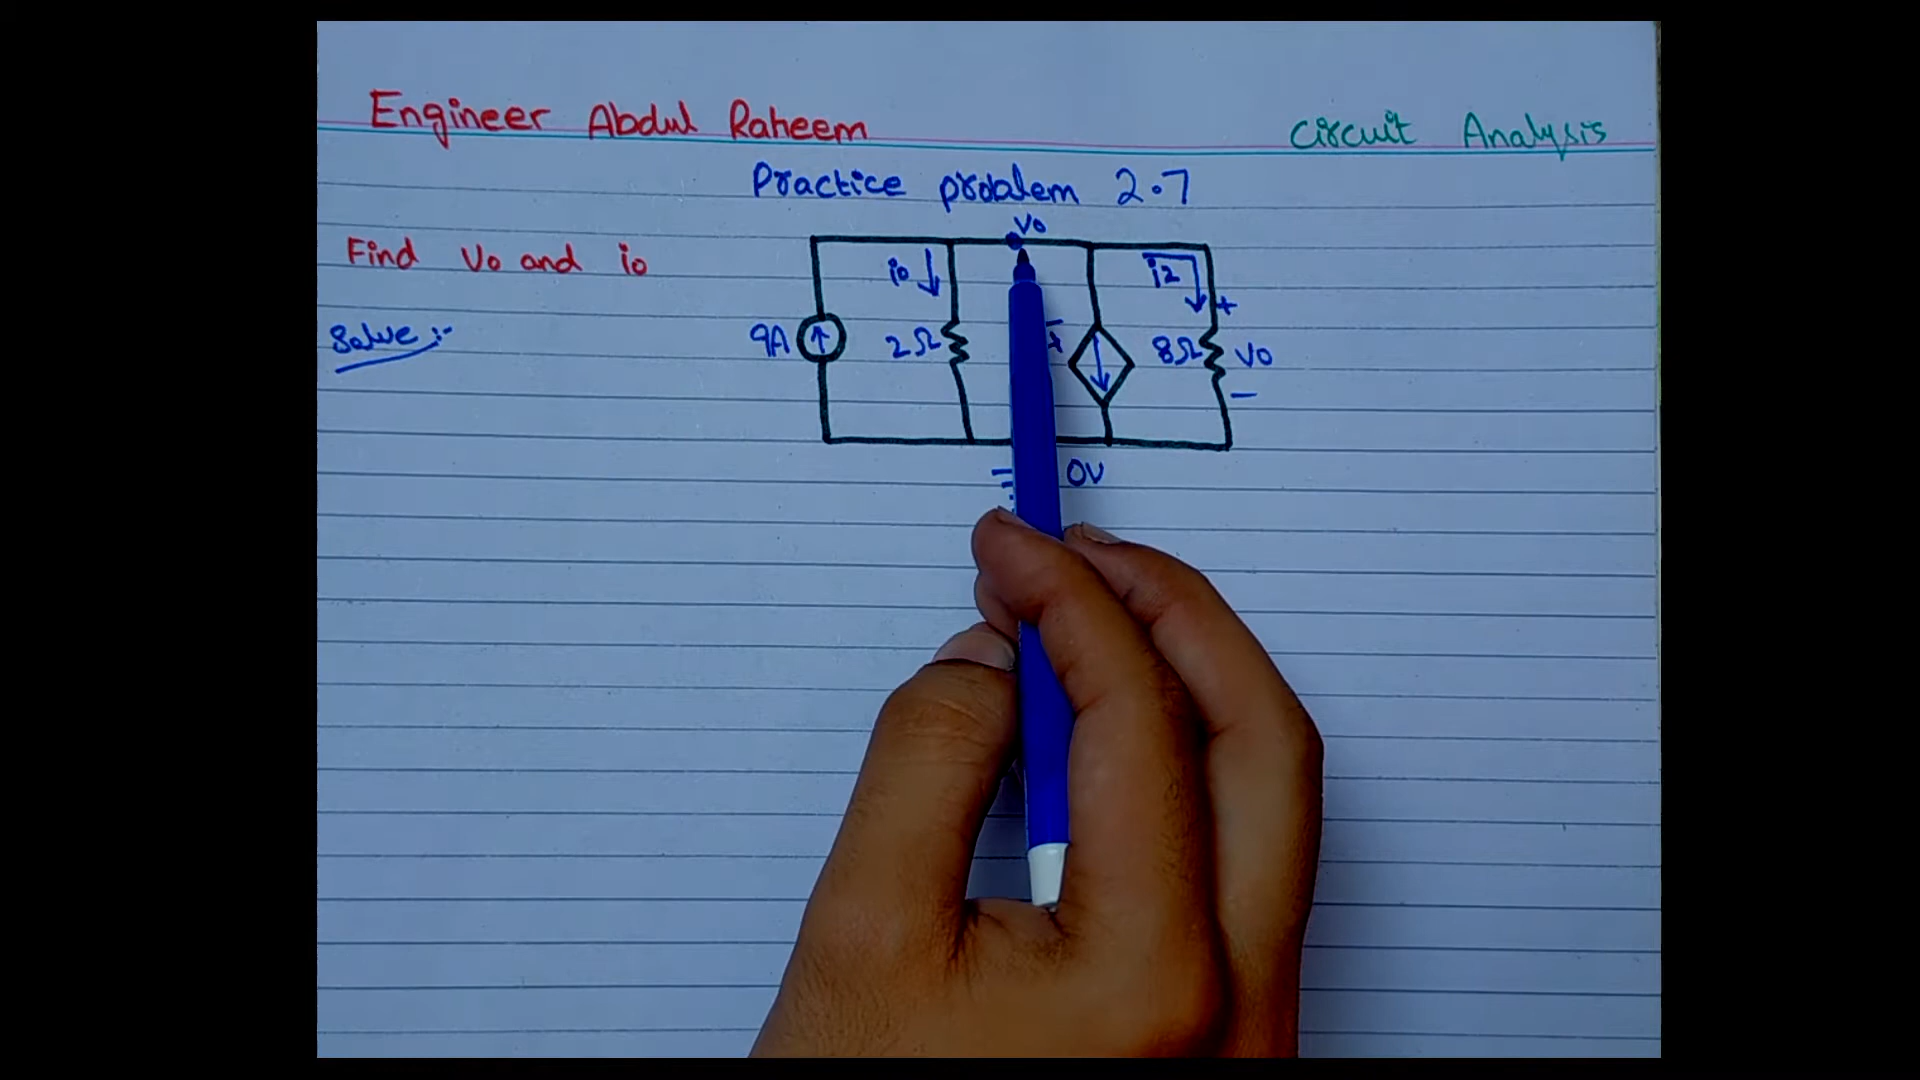 Engineer Abdul Raheem
Circuit Analysis
Practice problem 2.7
Find Vo and io
Solve:-
Vo
io
i2
+
9A
2Ω
8Ω
Vo
-
0V